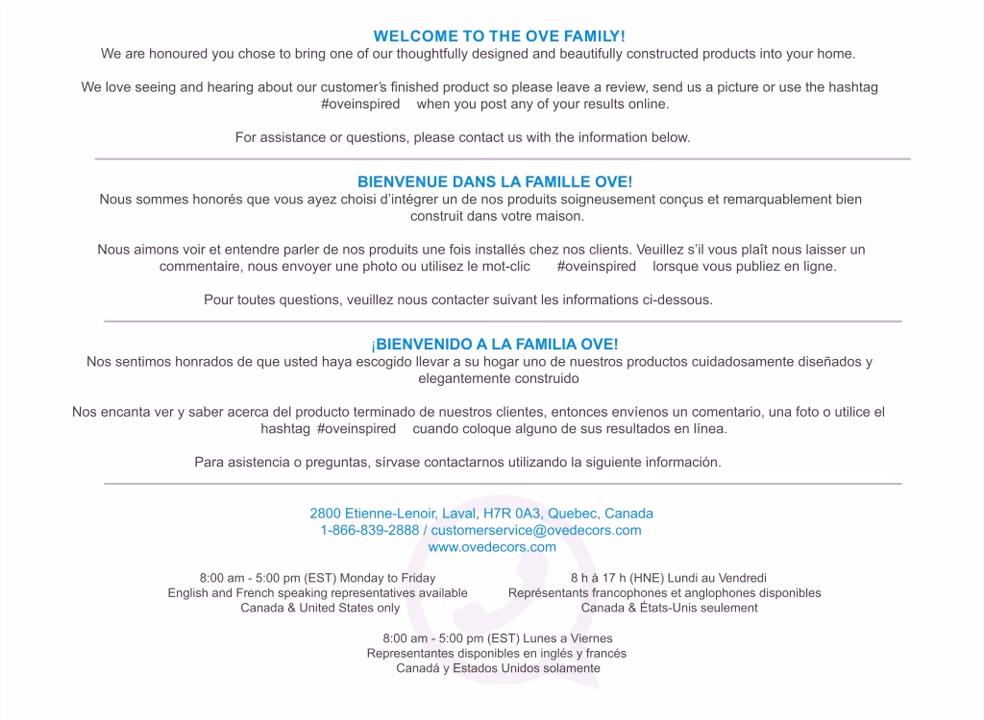 WELCOME TO THE OVE FAMILY!
We are honoured you chose to bring one of our thoughtfully designed and beautifully constructed products into your home.
We love seeing and hearing about our customer's finished product so please leave a review, send us a picture or use the hashtag
#oveinspired when you post any of your results online.
For assistance or questions, please contact us with the information below.
BIENVENUE DANS LA FAMILLE OVE!
Nous sommes honorés que vous ayez choisi d'intégrer un de nos produits soigneusement conçus et remarquablement bien
construit dans votre maison.
Nous aimons voir et entendre parler de nos produits une fois installés chez nos clients. Veuillez s'il vous plaît nous laisser un
commentaire, nous envoyer une photo ou utilisez le mot-clic #oveinspired lorsque vous publiez en ligne.
Pour toutes questions, veuillez nous contacter suivant les informations ci-dessous.
¡BIENVENIDO A LA FAMILIA OVE!
Nos sentimos honrados de que usted haya escogido llevar a su hogar uno de nuestros productos cuidadosamente diseñados y
elegantemente construido
Nos encanta ver y saber acerca del producto terminado de nuestros clientes, entonces envíenos un comentario, una foto o utilice el
hashtag #oveinspired cuando coloque alguno de sus resultados en línea.
Para asistencia o preguntas, sírvase contactarnos utilizando la siguiente información.
2800 Etienne-Lenoir, Laval, H7R 0A3, Quebec, Canada
1-866-839-2888 / customerservice@ovedecors.com
www.ovedecors.com
8:00 am - 5:00 pm (EST) Monday to Friday
English and French speaking representatives available
Canada & United States only
8 h à 17 h (HNE) Lundi au Vendredi
Représentants francophones et anglophones disponibles
Canada & États-Unis seulement
8:00 am - 5:00 pm (EST) Lunes a Viernes
Representantes disponibles en inglés y francés
Canadá y Estados Unidos solamente